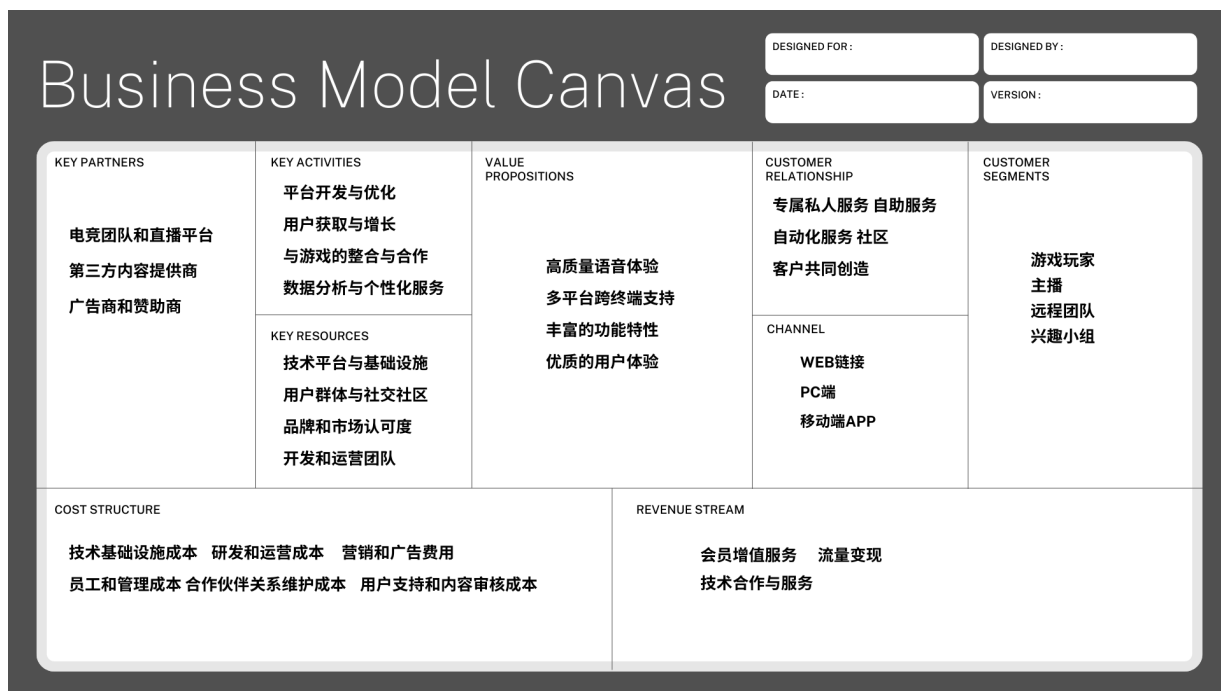 Business Model Canvas
DESIGNED FOR :
DESIGNED BY :
DATE :
VERSION :
KEY PARTNERS
电竞团队和直播平台
第三方内容提供商
广告商和赞助商
KEY ACTIVITIES
平台开发与优化
用户获取与增长
与游戏的整合与合作
数据分析与个性化服务
KEY RESOURCES
技术平台与基础设施
用户群体与社交社区
品牌和市场认可度
开发和运营团队
VALUE
PROPOSITIONS
高质量语音体验
多平台跨终端支持
丰富的功能特性
优质的用户体验
CUSTOMER
RELATIONSHIP
专属私人服务 自助服务
自动化服务 社区
客户共同创造
CHANNEL
WEB链接
PC端
移动端APP
CUSTOMER
SEGMENTS
游戏玩家
主播
远程团队
兴趣小组
COST STRUCTURE
技术基础设施成本 研发和运营成本 营销和广告费用
员工和管理成本 合作伙伴关系维护成本 用户支持和内容审核成本
REVENUE STREAM
会员增值服务 流量变现
技术合作与服务